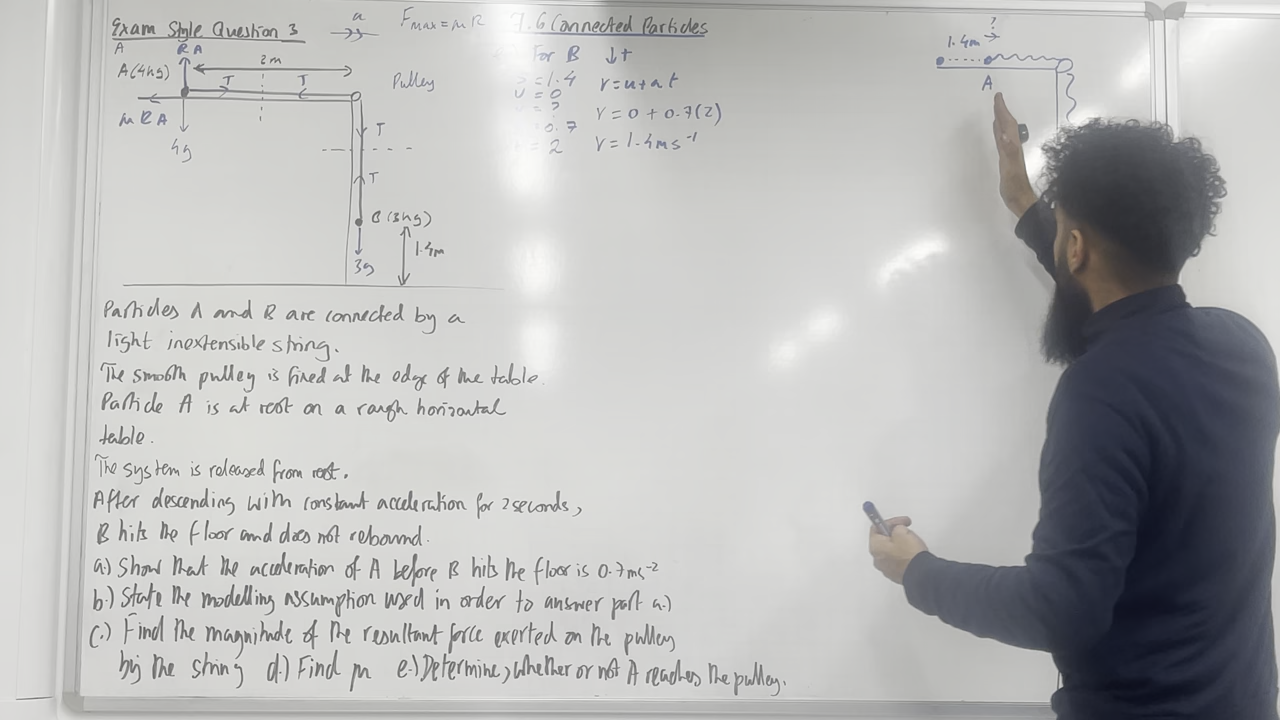 Exam Style Question 3
a
Fmax = μR
7.6 Connected Particles
A
RA
A(4kg)
2m
T
T
Pulley
μRA
4g
T
T
B (3kg)
1.4m
3g
For B ↓+
= 1.4
u = 0
= ?
0.7
= 2
v = u + at
v = 0 + 0.7(2)
v = 1.4ms⁻¹
?
1.4m
A
Particles A and B are connected by a
light inextensible string.
The smooth pulley is fixed at the edge of the table.
Particle A is at rest on a rough horizontal
table.
The system is released from rest.
After descending with constant acceleration for 2 seconds,
B hits the floor and does not rebound.
a.) Show that the acceleration of A before B hits the floor is 0.7ms⁻²
b.) State the modelling assumption used in order to answer part a.)
c.) Find the magnitude of the resultant force exerted on the pulley
by the string d.) Find μ e.) Determine, whether or not A reaches the pulley.